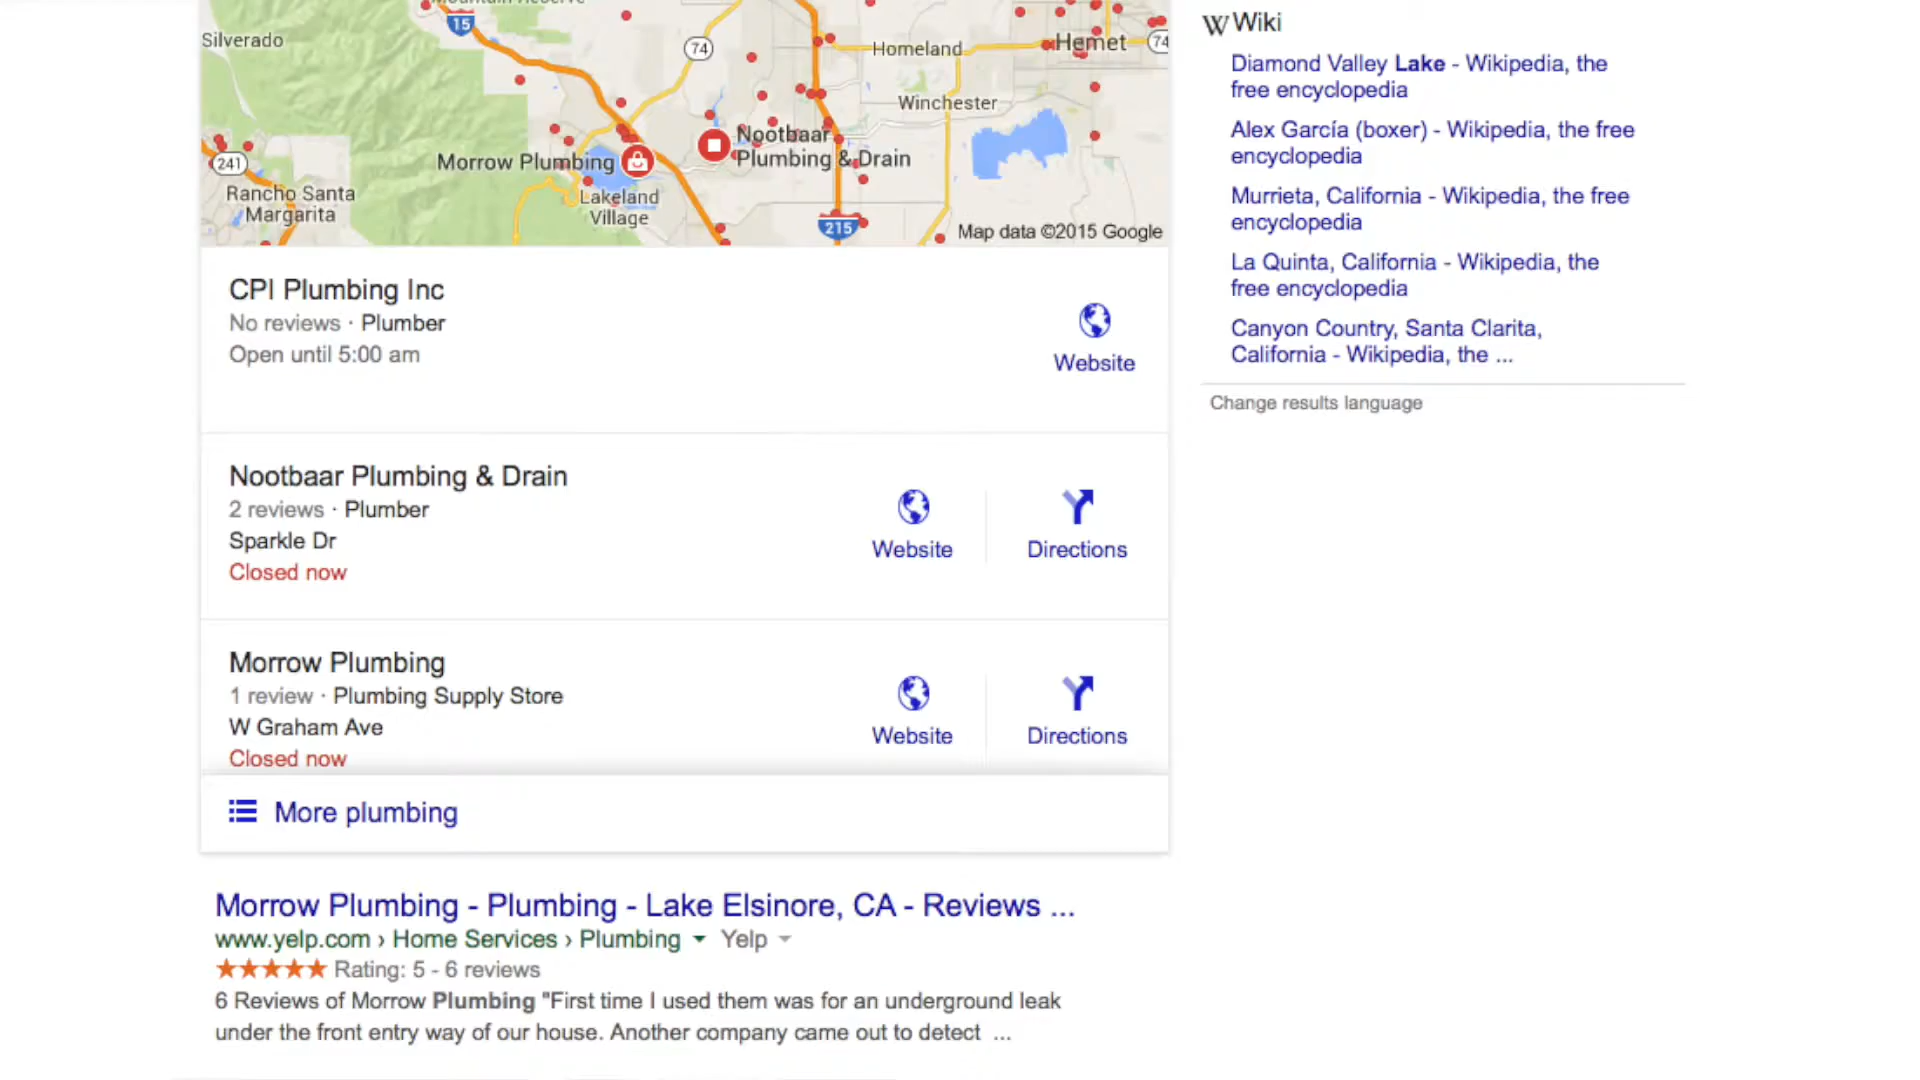 15
Silverado
74
Homeland
Hemet
74
Winchester
Nootbaar
Plumbing & Drain
Morrow Plumbing
241
Rancho Santa
Margarita
Lakeland
Village
215
Map data ©2015 Google
CPI Plumbing Inc
No reviews · Plumber
Open until 5:00 am
Website
Nootbaar Plumbing & Drain
2 reviews · Plumber
Sparkle Dr
Closed now
Website
Directions
Morrow Plumbing
1 review · Plumbing Supply Store
W Graham Ave
Closed now
Website
Directions
More plumbing
Morrow Plumbing - Plumbing - Lake Elsinore, CA - Reviews ...
www.yelp.com › Home Services › Plumbing Yelp
Rating: 5 - 6 reviews
6 Reviews of Morrow Plumbing "First time I used them was for an underground leak
under the front entry way of our house. Another company came out to detect ...
W Wiki
Diamond Valley Lake - Wikipedia, the
free encyclopedia
Alex García (boxer) - Wikipedia, the free
encyclopedia
Murrieta, California - Wikipedia, the free
encyclopedia
La Quinta, California - Wikipedia, the
free encyclopedia
Canyon Country, Santa Clarita,
California - Wikipedia, the ...
Change results language